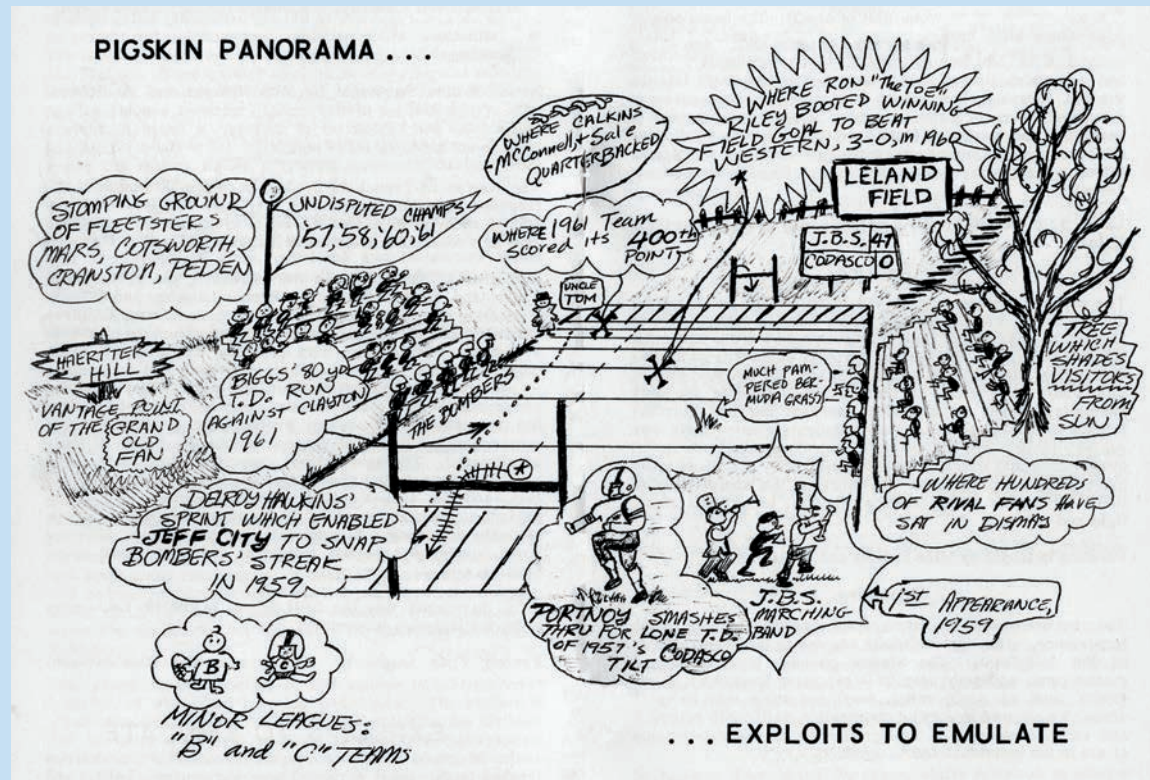 PIGSKIN PANORAMA . . .
WHERE CALKINS
McConnell + Sale
QUARTERBACKED
WHERE RON "The TOE"
RILEY BOOTED WINNING
FIELD GOAL TO BEAT
WESTERN, 3-0, in 1960
LELAND
FIELD
STOMPING GROUND
OF FLEETSTERS
MARS, COTSWORTH,
CRANSTON, PEDEN
UNDISPUTED CHAMPS
'57, '58, '60, '61
WHERE 1961 Team
scored its 400th
POINT
J.B.S. 47
CODASCO 0
UNCLE
TOM
HAERTTER
HILL
VANTAGE POINT
OF THE GRAND
OLD
FAN
BIGGS' 80 yd
T.D. RUN
AGAINST CLAYTON
1961
THE BOMBERS
MUCH PAM-
PERED BER-
MUDA GRASS
TREE
WHICH
SHADES
VISITORS
FROM
SUN
DELROY HAWKINS'
SPRINT WHICH ENABLED
JEFF CITY TO SNAP
BOMBERS' STREAK
IN 1959
WHERE HUNDREDS
OF RIVAL FANS HAVE
SAT IN DISMAY
PORTNOY SMASHES
THRU FOR LONE T.D.
OF 1957'S CODASCO
TILT
J.B.S.
MARCHING
BAND
1st APPEARANCE,
1959
B
C
MINOR LEAGUES:
"B" and "C" TEAMS
. . . EXPLOITS TO EMULATE